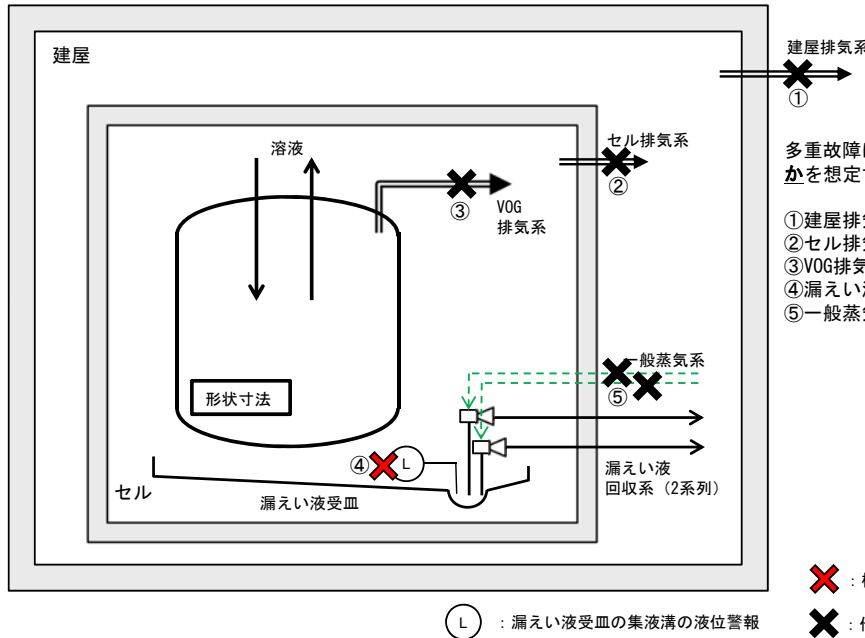 建屋
建屋排気系
①
セル排気系
②
溶液
③
VOG
排気系
多重故障
かを想定
①建屋排
②セル排
③VOG排気
④漏えい
⑤一般蒸
一般蒸気系
⑤
形状寸法
④
L
セル
漏えい液受皿
漏えい液
回収系(2系列)
L
:漏えい液受皿の集液溝の液位警報
:
: